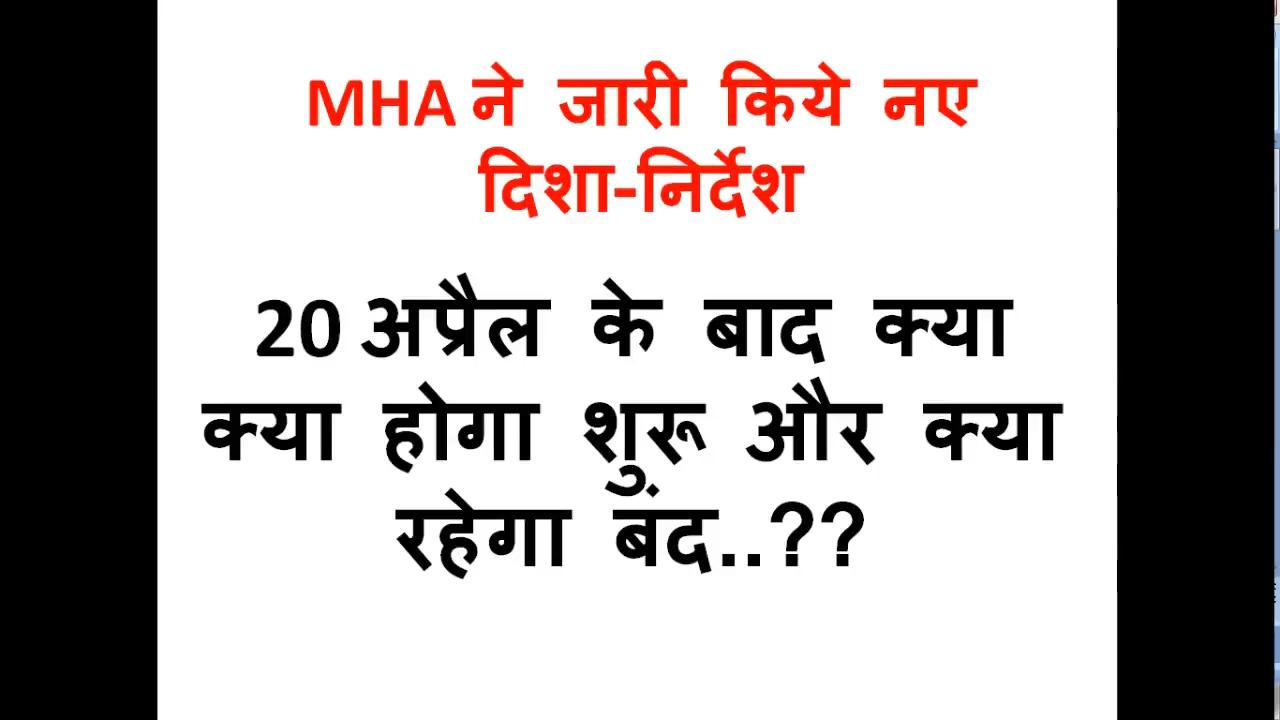 MHA ने जारी किये नए
दिशा-निर्देश
20 अप्रैल के बाद क्या
क्या होगा शुरू और क्या
रहेगा बंद..??